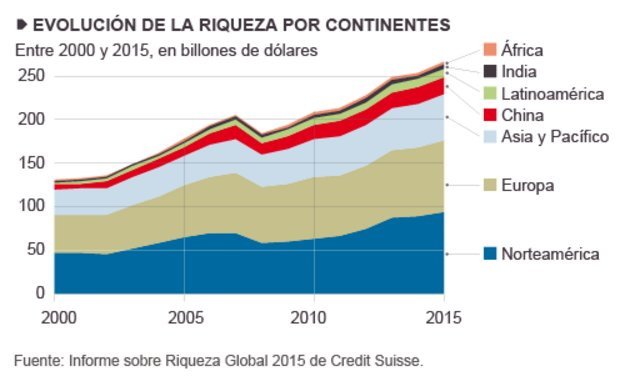 EVOLUCIÓN DE LA RIQUEZA POR CONTINENTES
Entre 2000 y 2015, en billones de dólares
250
200
150
100
50
0
2000
2005
2010
2015
África
India
Latinoamérica
China
Asia y Pacífico
Europa
Norteamérica
Fuente: Informe sobre Riqueza Global 2015 de Credit Suisse.